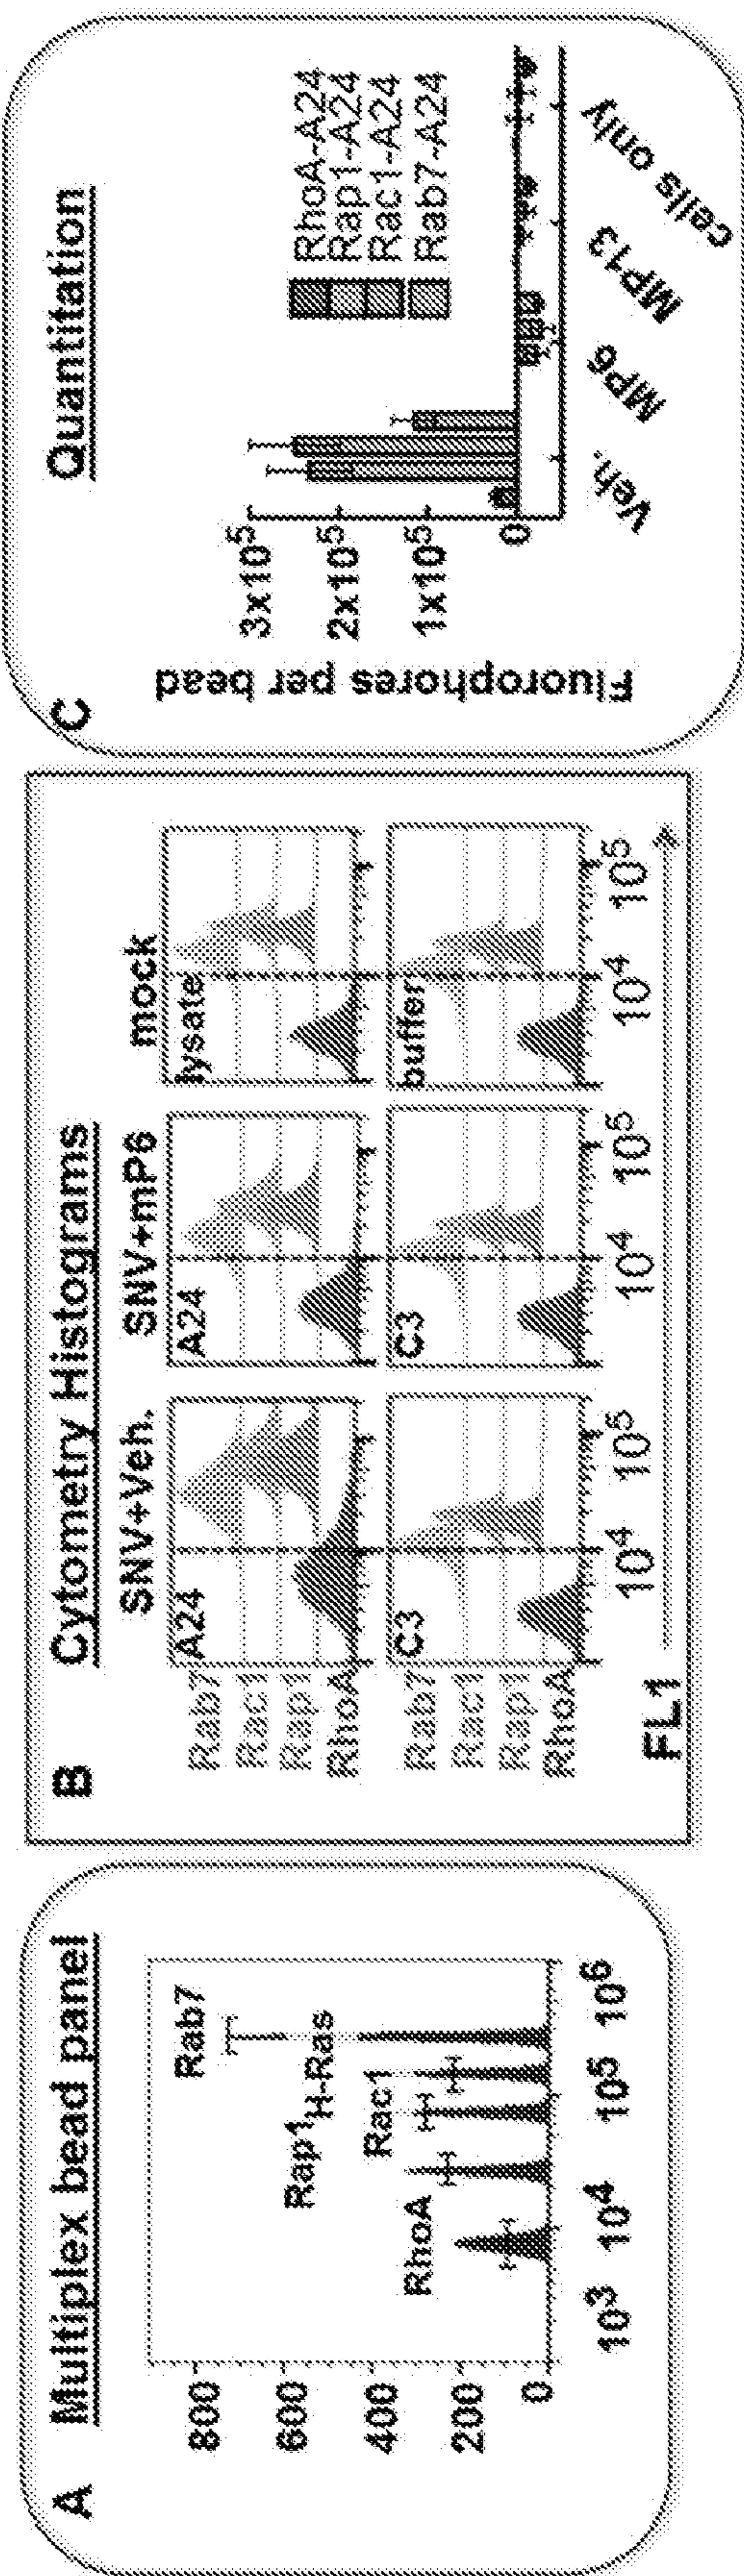 A Multiplex bead panel
800
600
400
200
0
10³ 10⁴ 10⁵ 10⁶
RhoA
Rac1
Rap1
H-Ras
Rab7
B Cytometry Histograms
SNV+Veh. SNV+mP6 mock
Rab7
Rac1
Rap1
RhoA
A24 A24 lysate
Rab7
Rac1
Rap1
RhoA
C3 C3 buffer
10⁴ 10⁵ 10⁴ 10⁵ 10⁴ 10⁵
FL1
C Quantitation
Fluorophores per bead
3x10⁵
2x10⁵
1x10⁵
0
RhoA-A24
Rap1-A24
Rac1-A24
Rab7-A24
Veh. MP6 MP13 cells only